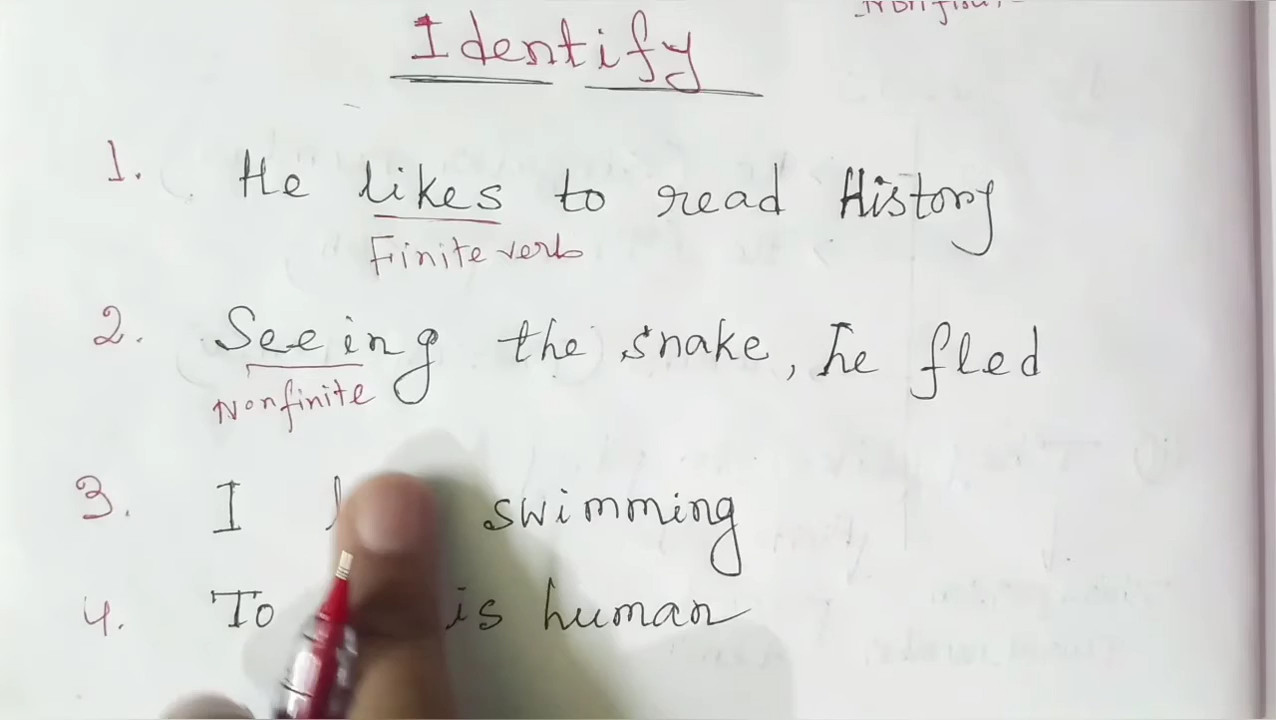 Identify
1. He likes to read History
Finite verb
2. Seeing the snake, he fled
Nonfinite
3. I swimming
4. To is human